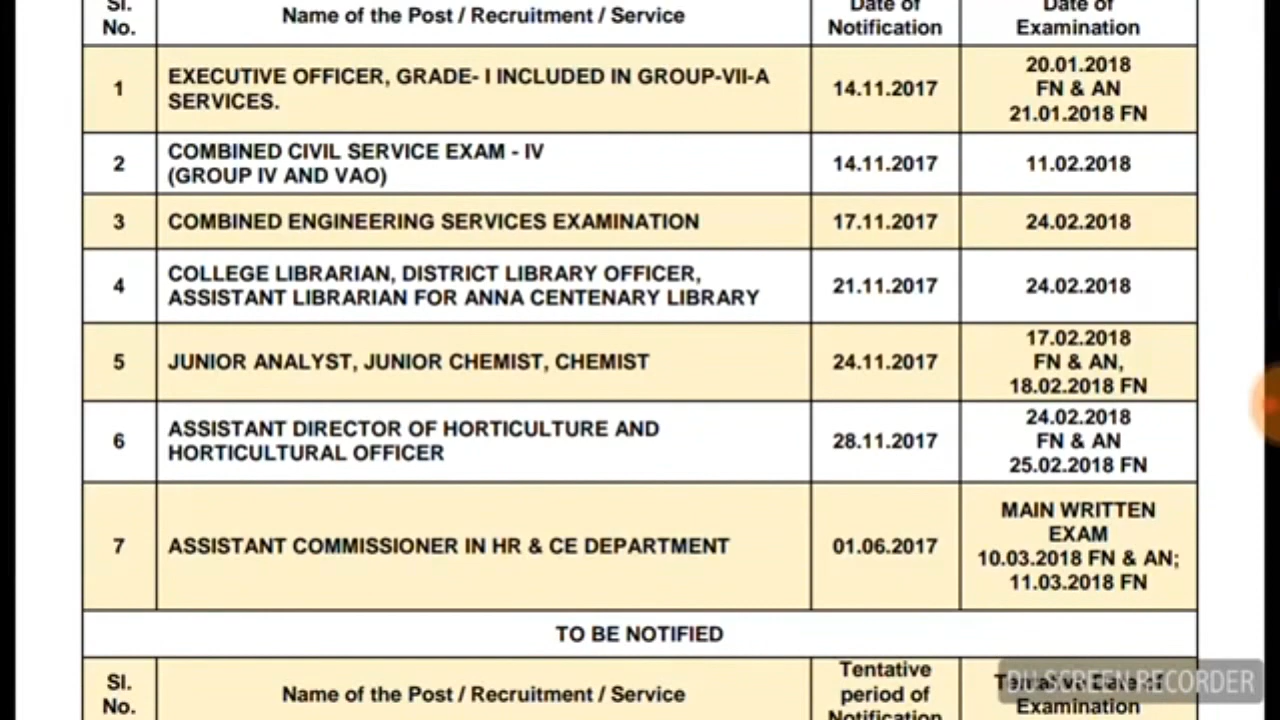 Sl.
No.
Name of the Post / Recruitment / Service
Date of
Notification
Date of
Examination
1
EXECUTIVE OFFICER, GRADE- I INCLUDED IN GROUP-VII-A
SERVICES.
14.11.2017
20.01.2018
FN & AN
21.01.2018 FN
2
COMBINED CIVIL SERVICE EXAM - IV
(GROUP IV AND VAO)
14.11.2017
11.02.2018
3
COMBINED ENGINEERING SERVICES EXAMINATION
17.11.2017
24.02.2018
4
COLLEGE LIBRARIAN, DISTRICT LIBRARY OFFICER,
ASSISTANT LIBRARIAN FOR ANNA CENTENARY LIBRARY
21.11.2017
24.02.2018
5
JUNIOR ANALYST, JUNIOR CHEMIST, CHEMIST
24.11.2017
17.02.2018
FN & AN,
18.02.2018 FN
6
ASSISTANT DIRECTOR OF HORTICULTURE AND
HORTICULTURAL OFFICER
28.11.2017
24.02.2018
FN & AN
25.02.2018 FN
7
ASSISTANT COMMISSIONER IN HR & CE DEPARTMENT
01.06.2017
MAIN WRITTEN
EXAM
10.03.2018 FN & AN;
11.03.2018 FN
TO BE NOTIFIED
Sl.
No.
Name of the Post / Recruitment / Service
Tentative
period of
Notification
Tentative Date of
Examination
DU SCREEN RECORDER